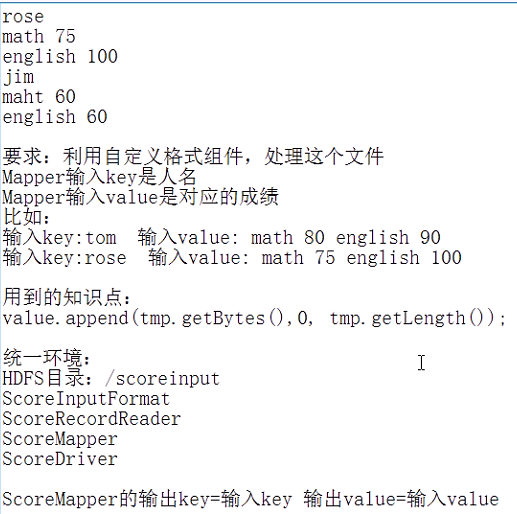 rose
math 75
english 100
jim
maht 60
english 60
要求：利用自定义格式组件，处理这个文件
Mapper输入key是人名
Mapper输入value是对应的成绩
比如：
输入key:tom 输入value: math 80 english 90
输入key:rose 输入value: math 75 english 100
用到的知识点：
value.append(tmp.getBytes(),0, tmp.getLength());
统一环境：
HDFS目录：/scoreinput
ScoreInputFormat
ScoreRecordReader
ScoreMapper
ScoreDriver
ScoreMapper的输出key=输入key 输出value=输入value